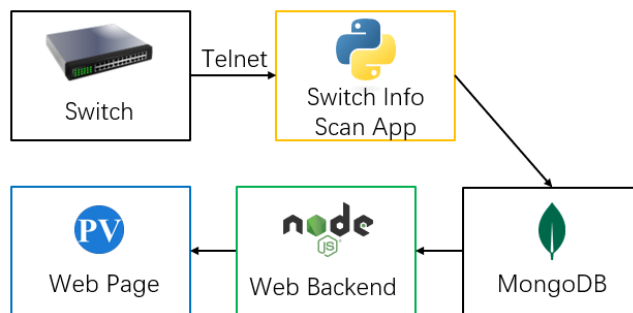 Telnet
Switch
Switch Info
Scan App
PV
Web Page
node
JS
Web Backend
MongoDB